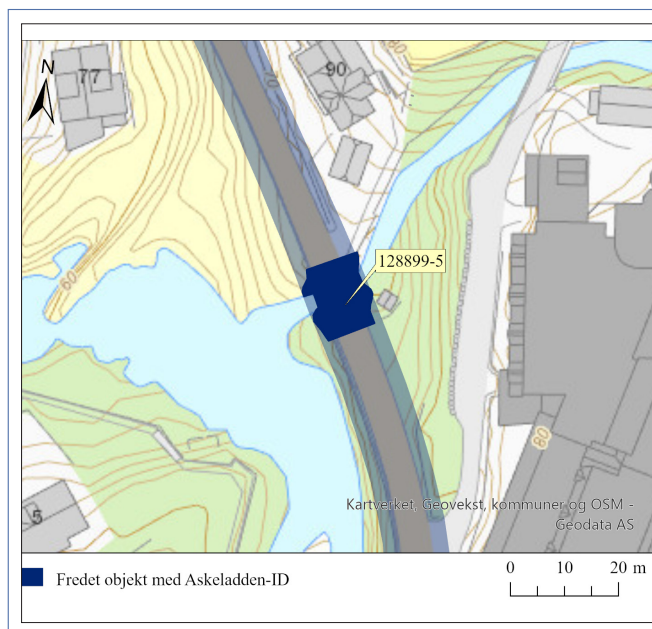 80
N
77
90
70
128899-5
60
80
5
Kartverket, Geovekst, kommuner og OSM -
Geodata AS
Fredet objekt med Askeladden-ID
0 10 20 m